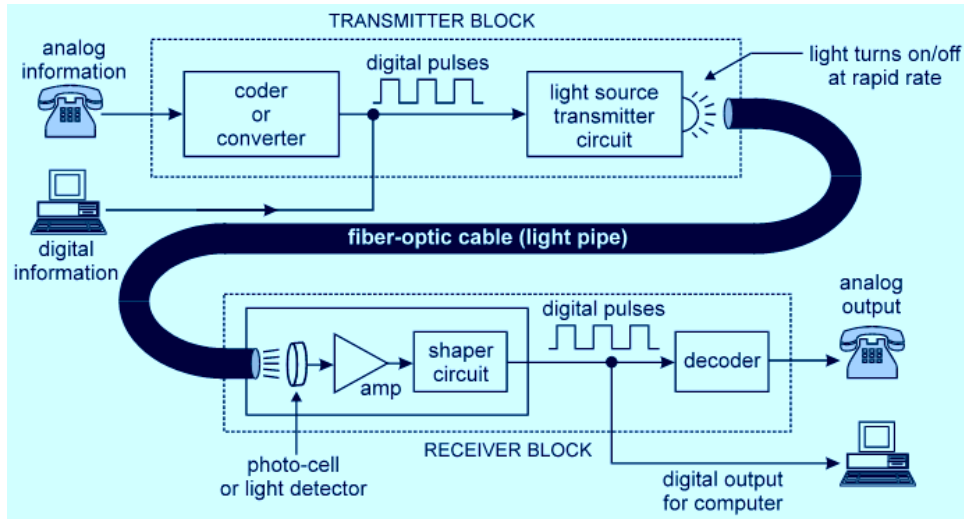 TRANSMITTER BLOCK
analog
information
coder
or
converter
digital pulses
light source
transmitter
circuit
light turns on/off
at rapid rate
digital
information
fiber-optic cable (light pipe)
analog
output
digital pulses
amp
shaper
circuit
decoder
RECEIVER BLOCK
photo-cell
or light detector
digital output
for computer